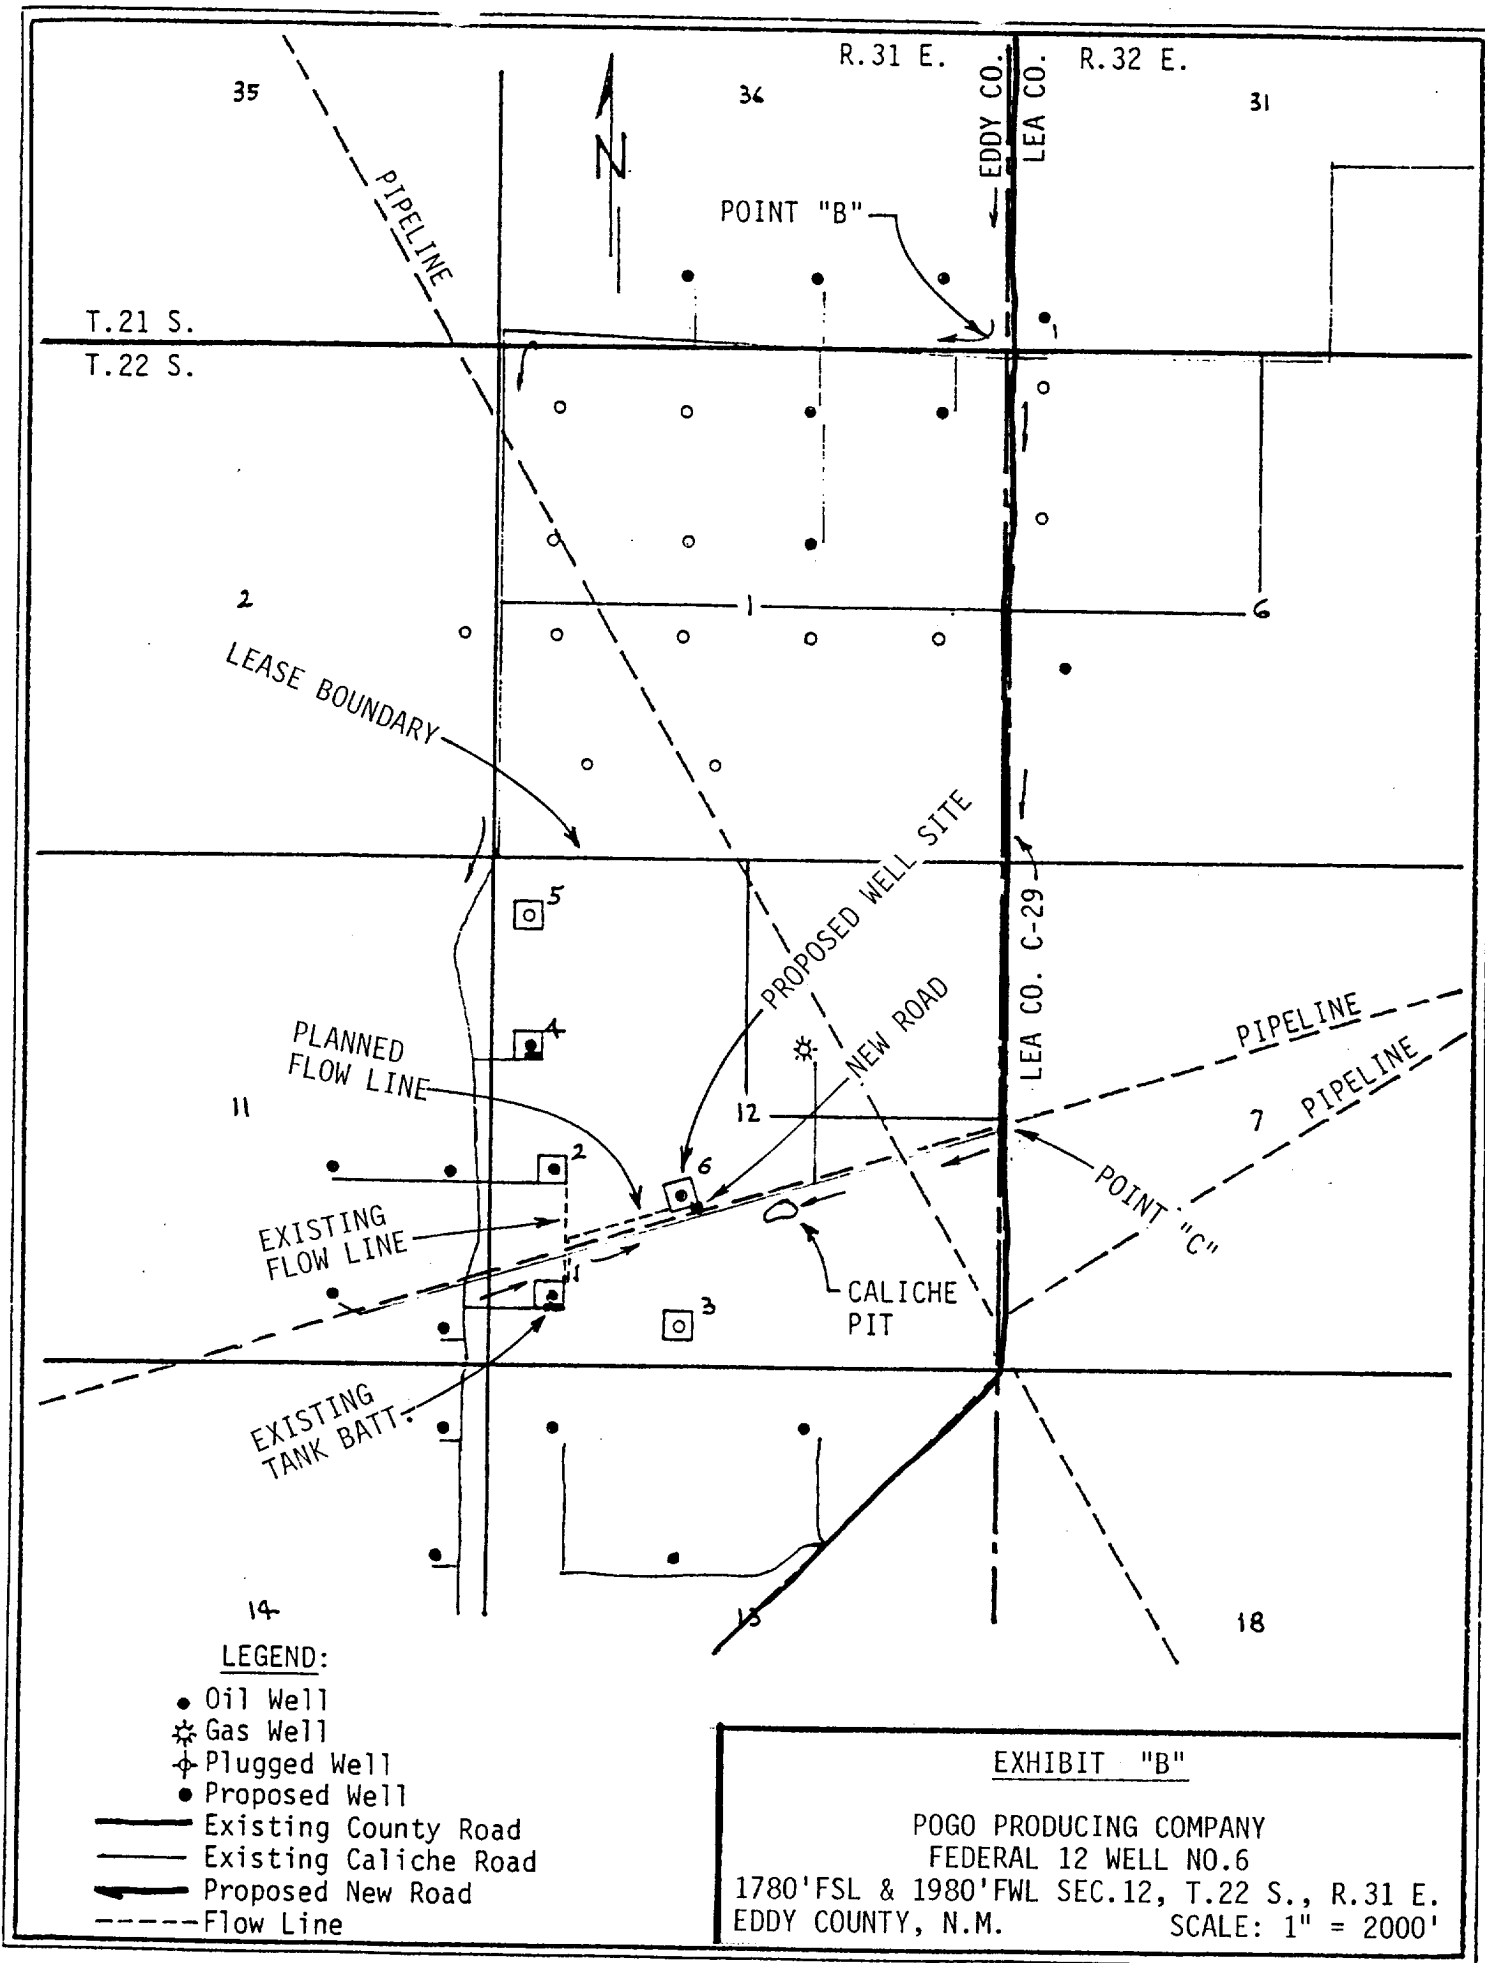 R.31 E.
R.32 E.
EDDY CO.
LEA CO.
35
36
31
N
PIPELINE
POINT "B"
T.21 S.
T.22 S.
2
1
6
LEASE BOUNDARY
PROPOSED WELL SITE
5
LEA CO. C-29
NEW ROAD
PLANNED
FLOW LINE
4
PIPELINE
PIPELINE
11
12
7
2
6
POINT "C"
EXISTING
FLOW LINE
1
CALICHE
PIT
3
EXISTING
TANK BATT.
14
13
18
LEGEND:
Oil Well
Gas Well
Plugged Well
Proposed Well
Existing County Road
Existing Caliche Road
Proposed New Road
Flow Line
EXHIBIT "B"
POGO PRODUCING COMPANY
FEDERAL 12 WELL NO.6
1780'FSL & 1980'FWL SEC.12, T.22 S., R.31 E.
EDDY COUNTY, N.M. SCALE: 1" = 2000'